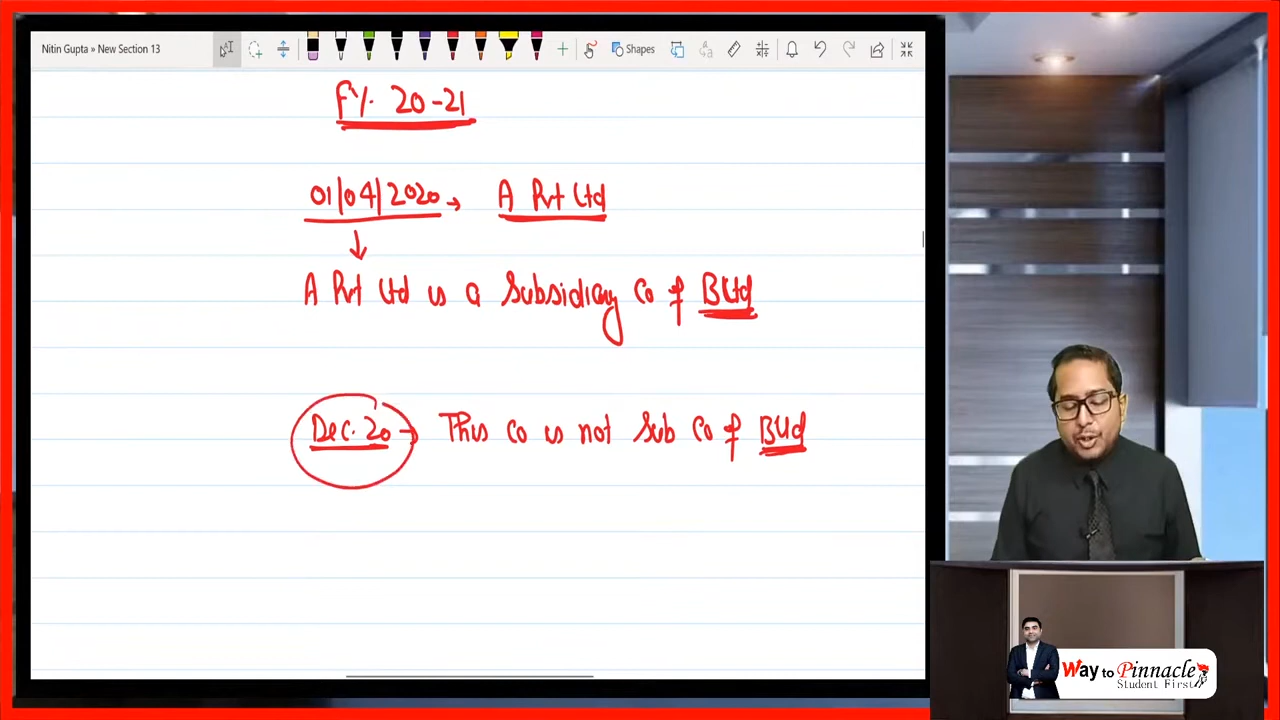 Nitin Gupta » New Section 13
Shapes
FY. 20-21
01/04/2020 → A Pvt Ltd
A Pvt Ltd is a Subsidiary Co of B Ltd
Dec. 20 → This Co is not Sub Co of B Ltd
Way to Pinnacle
Student First